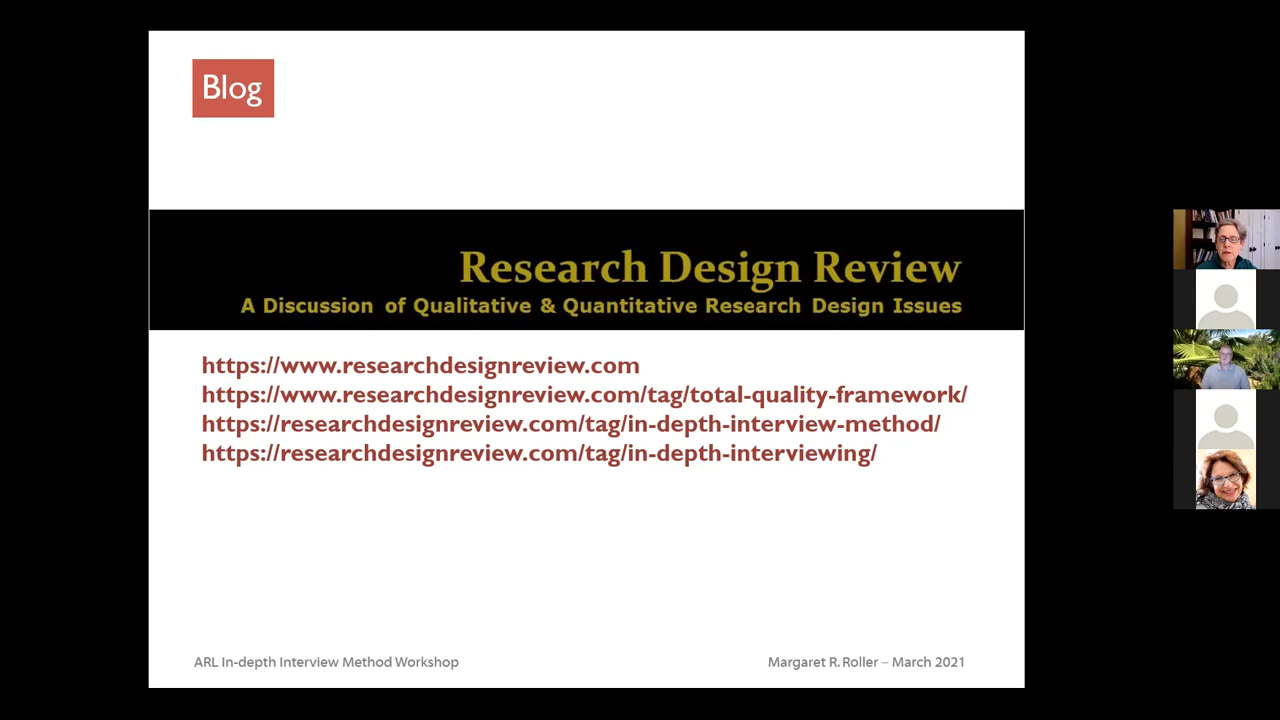 Blog
Research Design Review
A Discussion of Qualitative & Quantitative Research Design Issues
https://www.researchdesignreview.com
https://www.researchdesignreview.com/tag/total-quality-framework/
https://researchdesignreview.com/tag/in-depth-interview-method/
https://researchdesignreview.com/tag/in-depth-interviewing/
ARL In-depth Interview Method Workshop
Margaret R. Roller – March 2021